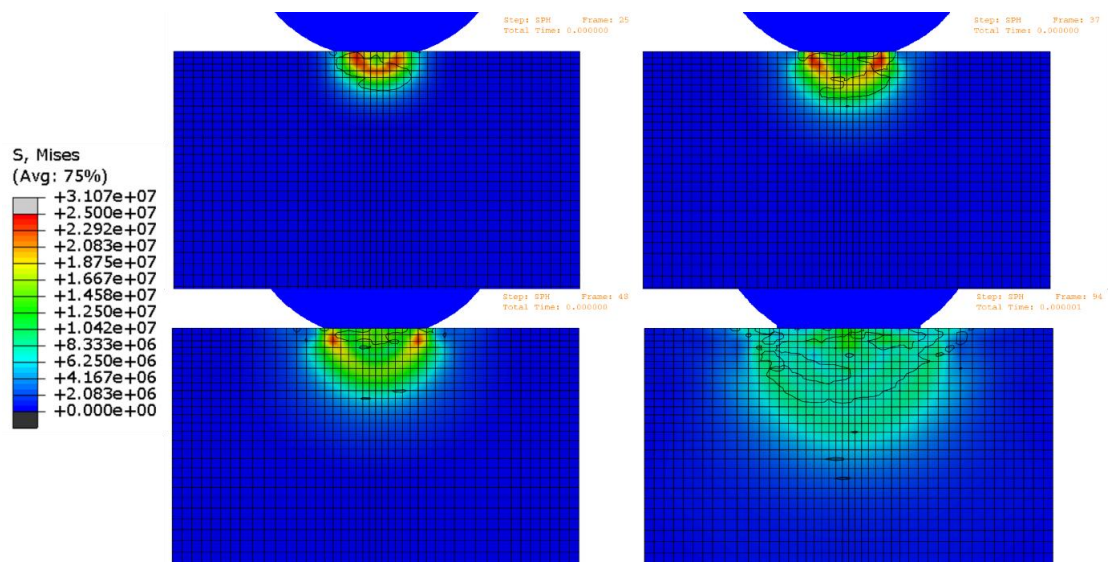 Step: SPH Frame: 25
Total Time: 0.000000
Step: SPH Frame: 37
Total Time: 0.000000
S, Mises
(Avg: 75%)
+3.107e+07
+2.500e+07
+2.292e+07
+2.083e+07
+1.875e+07
+1.667e+07
+1.458e+07
+1.250e+07
+1.042e+07
+8.333e+06
+6.250e+06
+4.167e+06
+2.083e+06
+0.000e+00
Step: SPH Frame: 48
Total Time: 0.000000
Step: SPH Frame: 94
Total Time: 0.000001